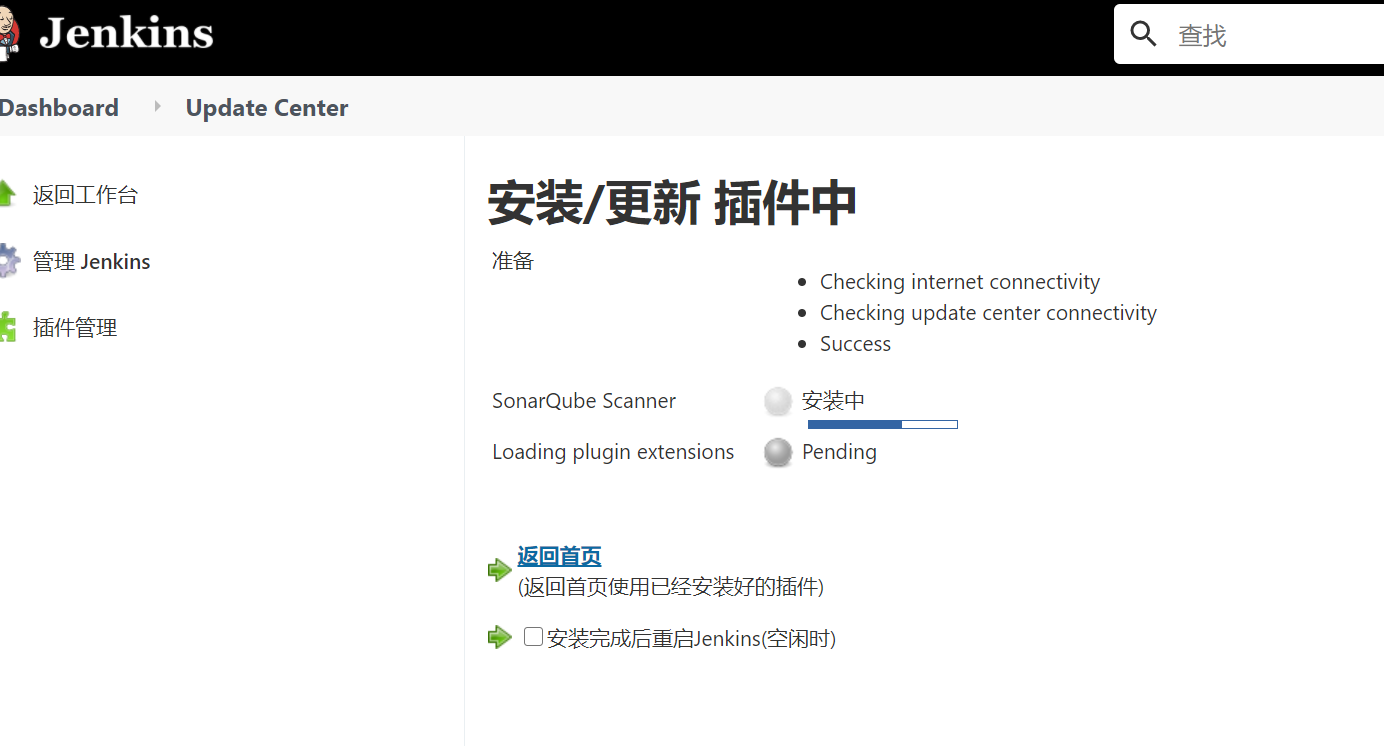 Jenkins
查找
Dashboard
Update Center
返回工作台
管理 Jenkins
插件管理
安装/更新 插件中
准备
Checking internet connectivity
Checking update center connectivity
Success
SonarQube Scanner
安装中
Loading plugin extensions
Pending
返回首页
(返回首页使用已经安装好的插件)
安装完成后重启Jenkins(空闲时)